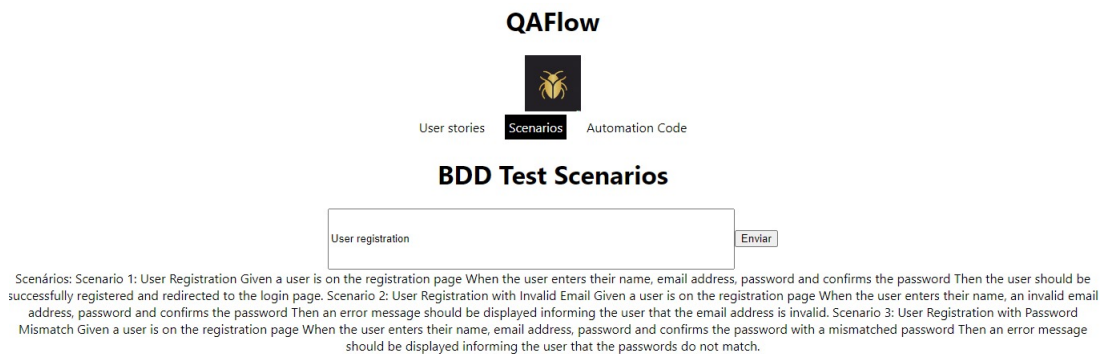 QAFlow
User stories Scenarios Automation Code
BDD Test Scenarios
User registration Enviar
Scenários: Scenario 1: User Registration Given a user is on the registration page When the user enters their name, email address, password and confirms the password Then the user should be
successfully registered and redirected to the login page. Scenario 2: User Registration with Invalid Email Given a user is on the registration page When the user enters their name, an invalid email
address, password and confirms the password Then an error message should be displayed informing the user that the email address is invalid. Scenario 3: User Registration with Password
Mismatch Given a user is on the registration page When the user enters their name, email address, password and confirms the password with a mismatched password Then an error message
should be displayed informing the user that the passwords do not match.